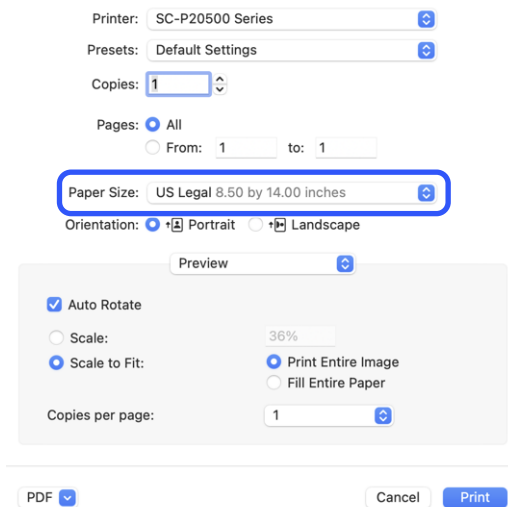 Printer: SC-P20500 Series
Presets: Default Settings
Copies: 1
Pages: All
From: 1 to: 1
Paper Size: US Legal 8.50 by 14.00 inches
Orientation: Portrait Landscape
Preview
Auto Rotate
Scale: 36%
Scale to Fit: Print Entire Image
Fill Entire Paper
Copies per page: 1
PDF Cancel Print